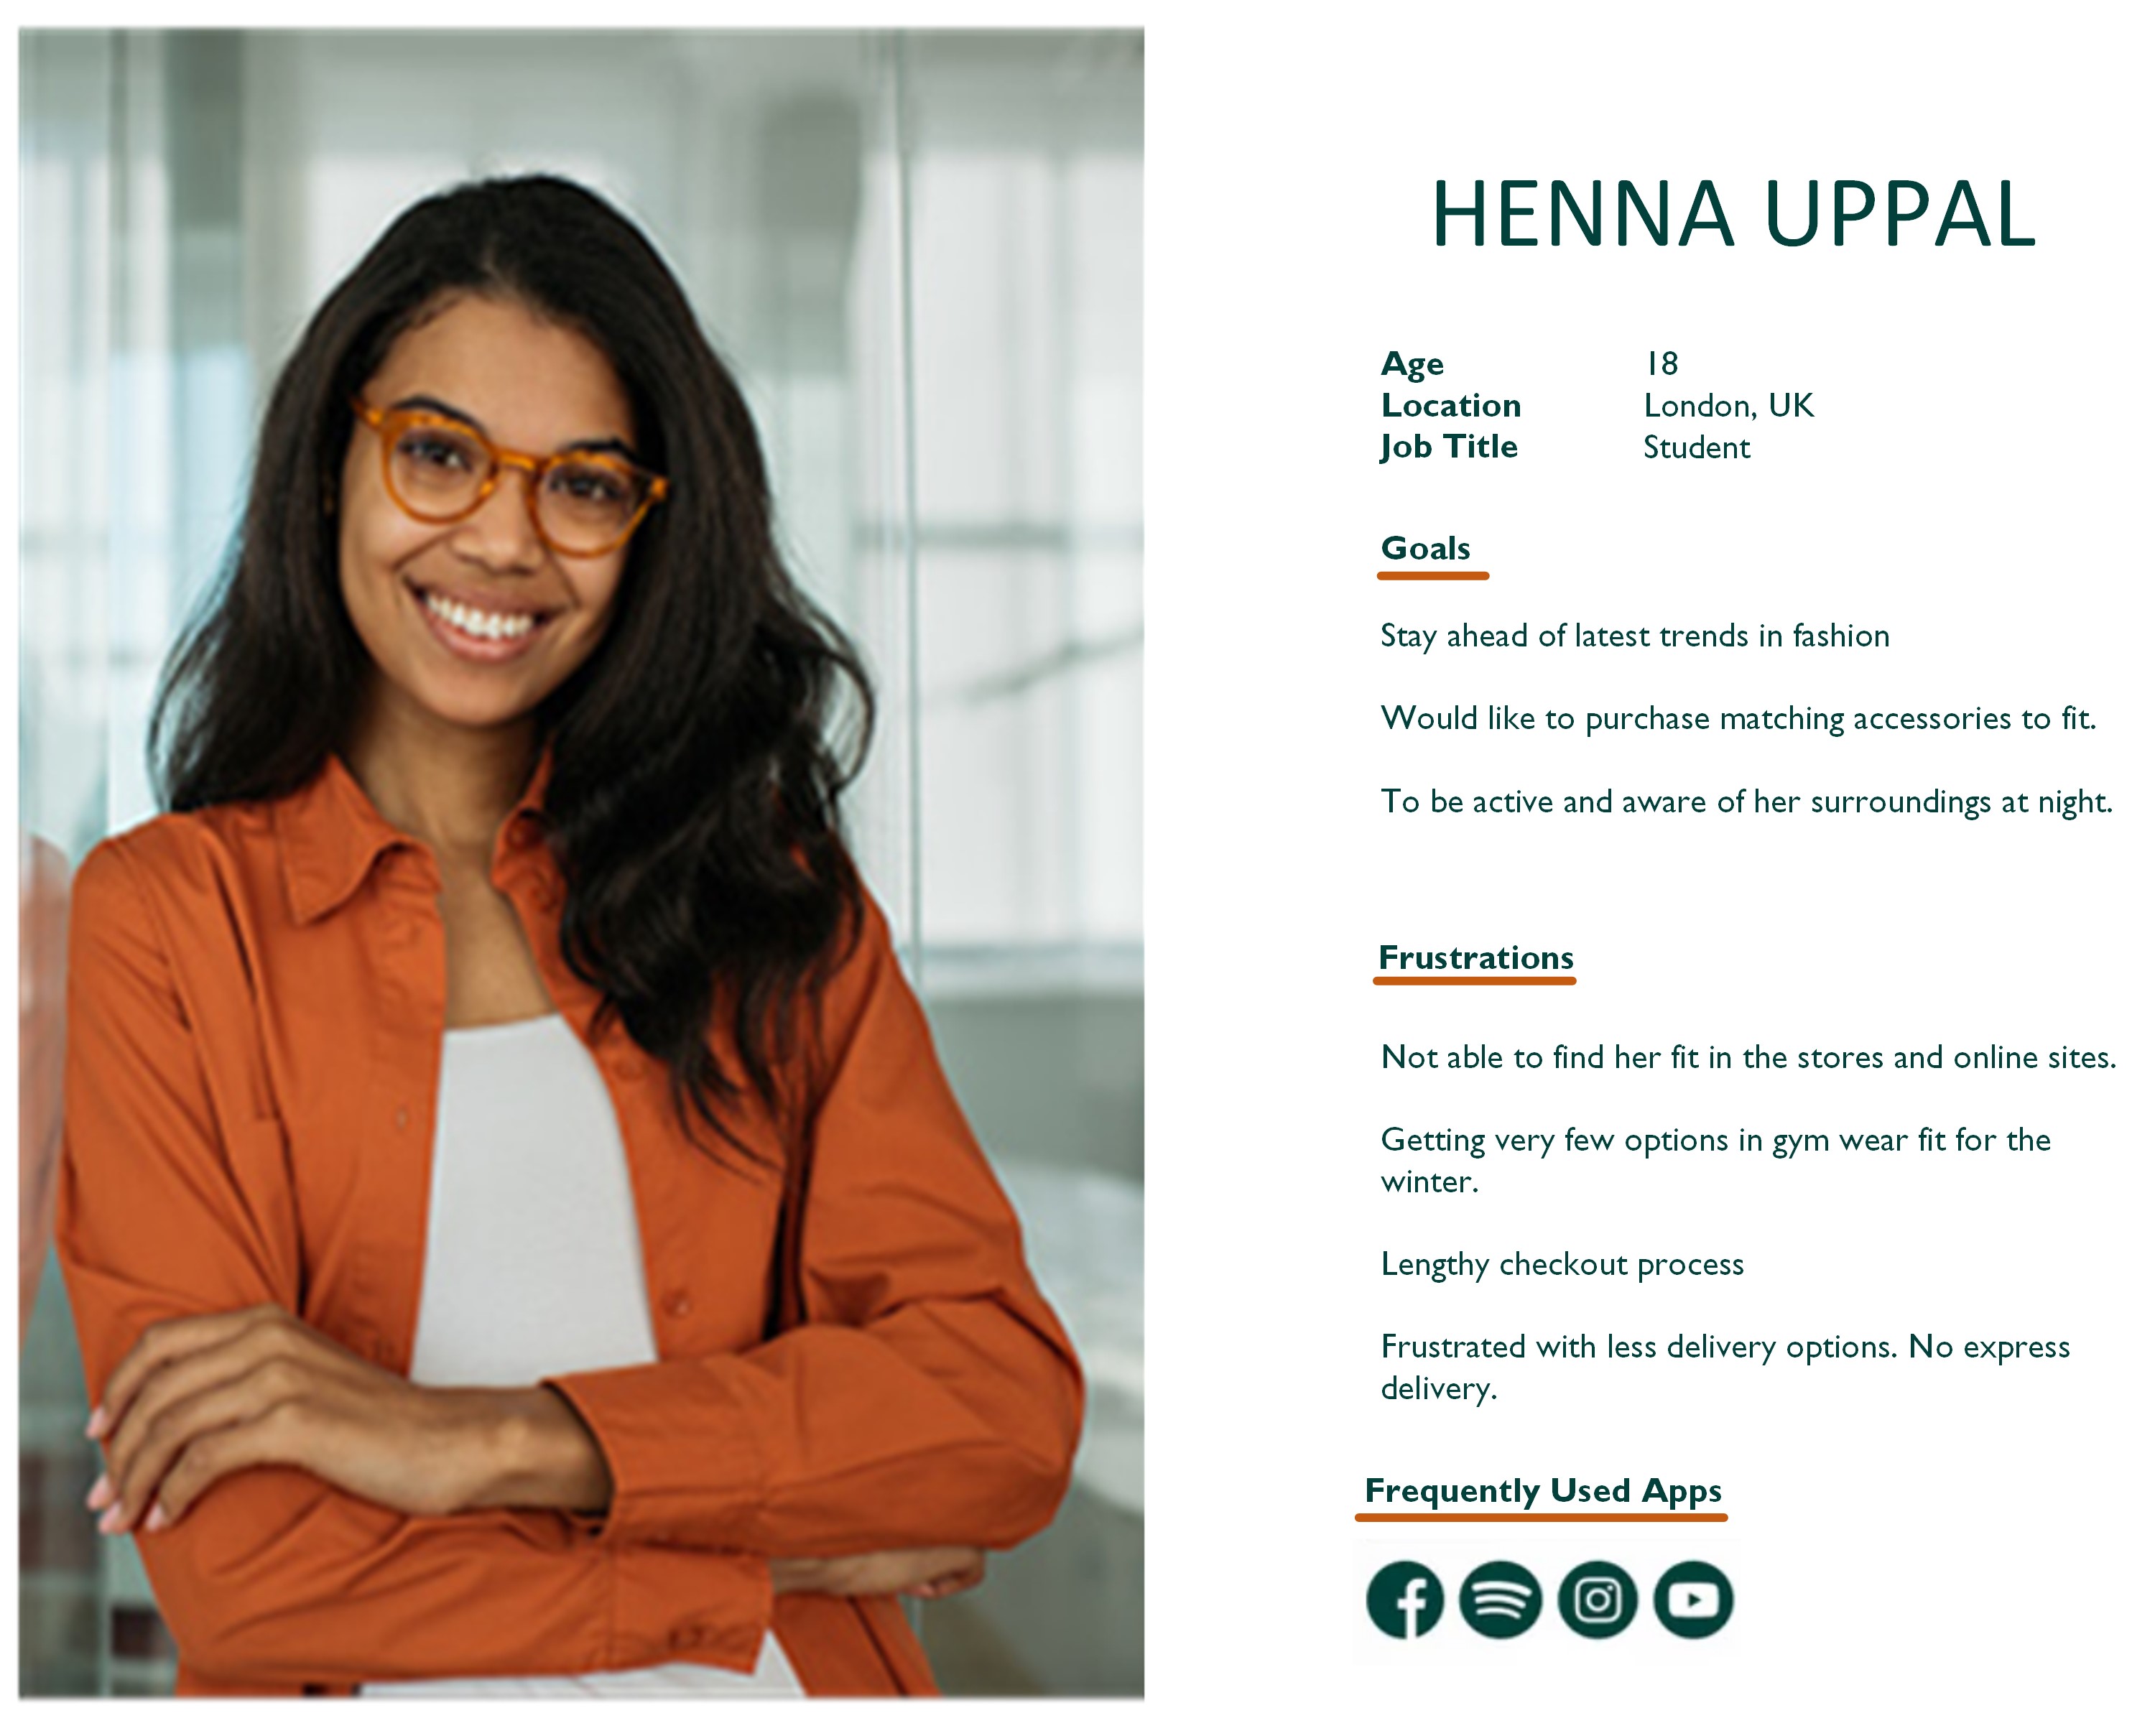 HENNA UPPAL
Age 18
Location London, UK
Job Title Student
Goals
Stay ahead of latest trends in fashion
Would like to purchase matching accessories to fit.
To be active and aware of her surroundings at night.
Frustrations
Not able to find her fit in the stores and online sites.
Getting very few options in gym wear fit for the
winter.
Lengthy checkout process
Frustrated with less delivery options. No express
delivery.
Frequently Used Apps